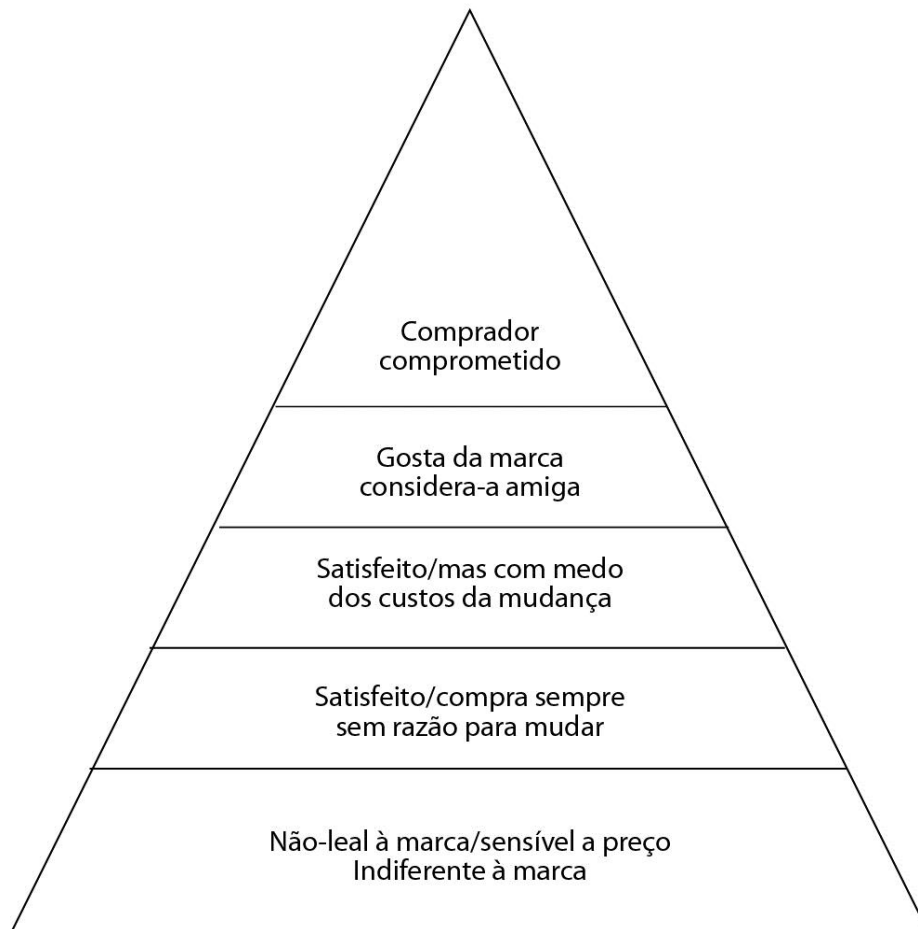 Comprador
comprometido
Gosta da marca
considera-a amiga
Satisfeito/mas com medo
dos custos da mudança
Satisfeito/compra sempre
sem razão para mudar
Não-leal à marca/sensível a preço
Indiferente à marca